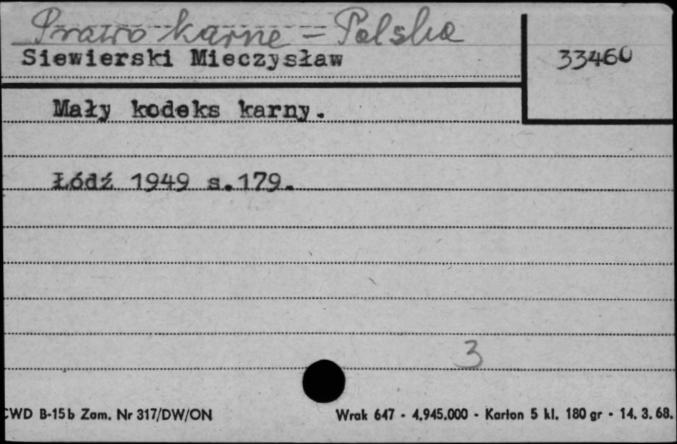 Prawo karne - Polska
Siewierski Mieczysław
33460
Mały kodeks karny.
Łódź 1949 s.179.
3
CWD B-15b Zam. Nr 317/DW/ON
Wrak 647 - 4,945.000 - Karton 5 kl. 180 gr - 14. 3. 68.